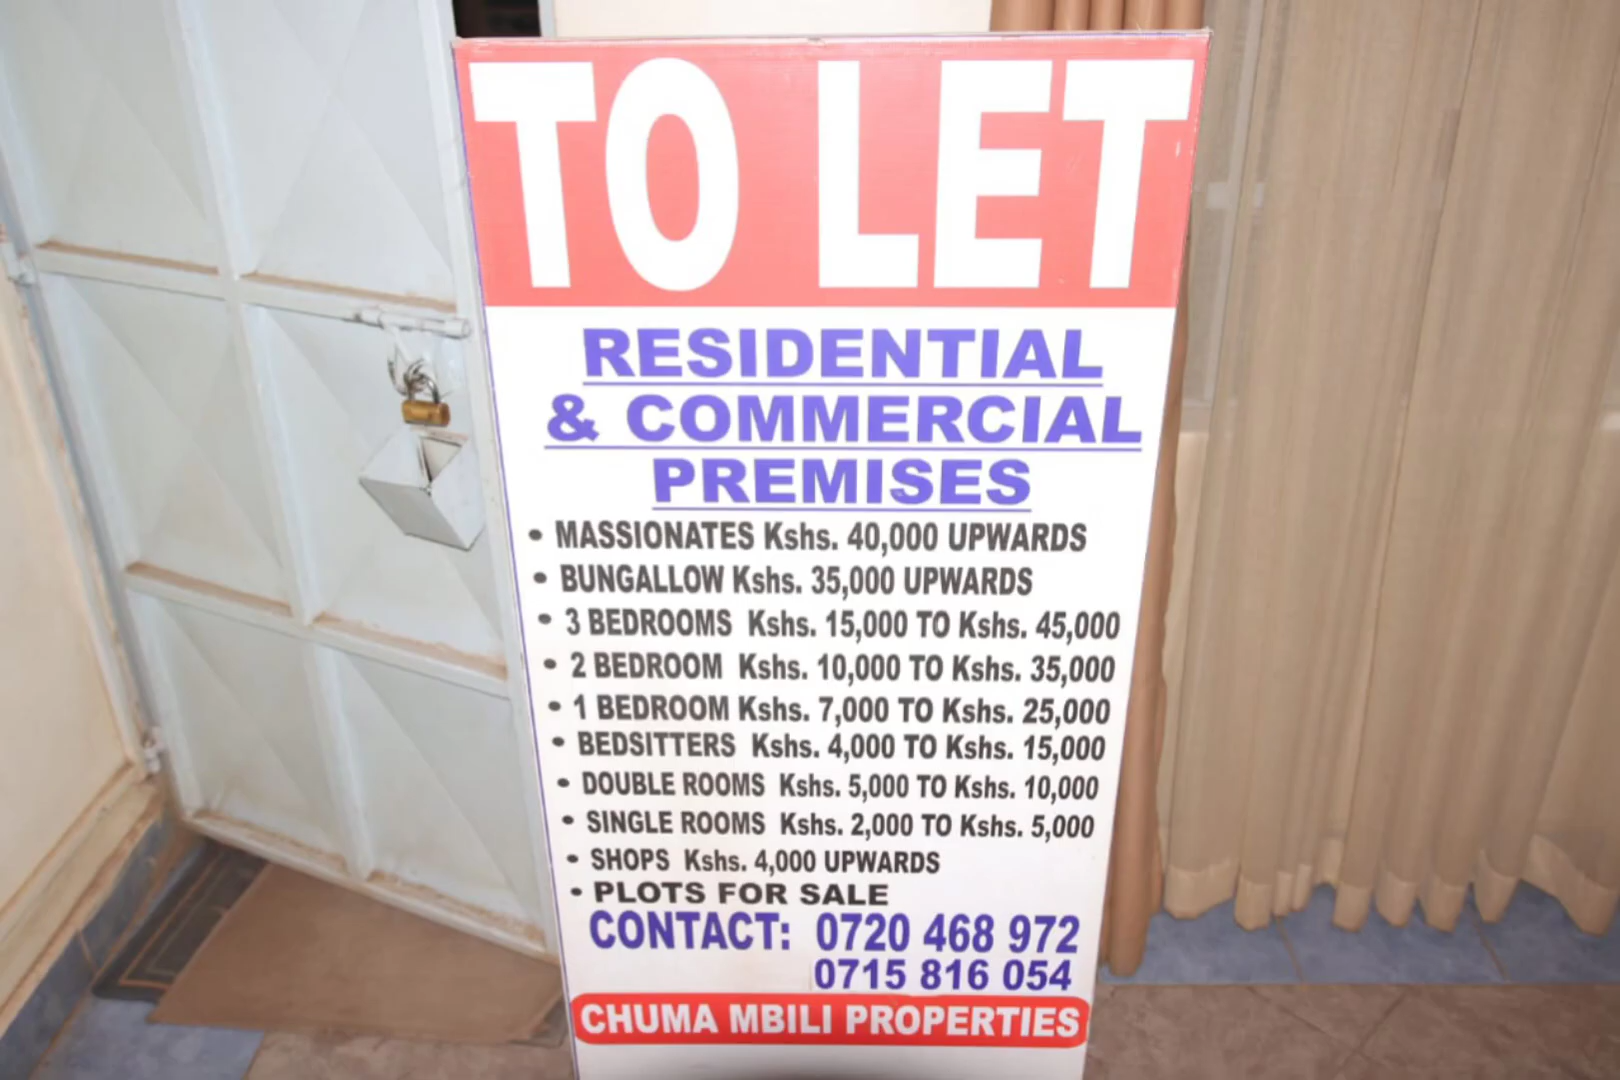 TO LET
RESIDENTIAL
& COMMERCIAL
PREMISES
• MASSIONATES Kshs. 40,000 UPWARDS
• BUNGALLOW Kshs. 35,000 UPWARDS
• 3 BEDROOMS Kshs. 15,000 TO Kshs. 45,000
• 2 BEDROOM Kshs. 10,000 TO Kshs. 35,000
• 1 BEDROOM Kshs. 7,000 TO Kshs. 25,000
• BEDSITTERS Kshs. 4,000 TO Kshs. 15,000
• DOUBLE ROOMS Kshs. 5,000 TO Kshs. 10,000
• SINGLE ROOMS Kshs. 2,000 TO Kshs. 5,000
• SHOPS Kshs. 4,000 UPWARDS
• PLOTS FOR SALE
CONTACT: 0720 468 972
0715 816 054
CHUMA MBILI PROPERTIES